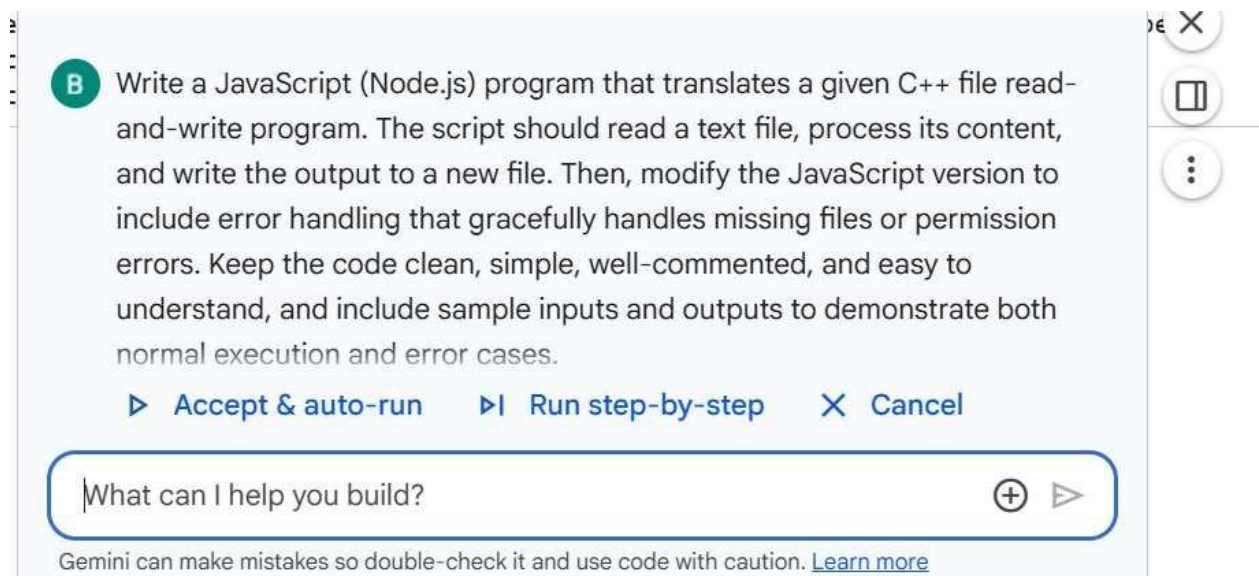 B
Write a JavaScript (Node.js) program that translates a given C++ file read-
and-write program. The script should read a text file, process its content,
and write the output to a new file. Then, modify the JavaScript version to
include error handling that gracefully handles missing files or permission
errors. Keep the code clean, simple, well-commented, and easy to
understand, and include sample inputs and outputs to demonstrate both
normal execution and error cases.
Accept & auto-run Run step-by-step Cancel
What can I help you build?
Gemini can make mistakes so double-check it and use code with caution. Learn more